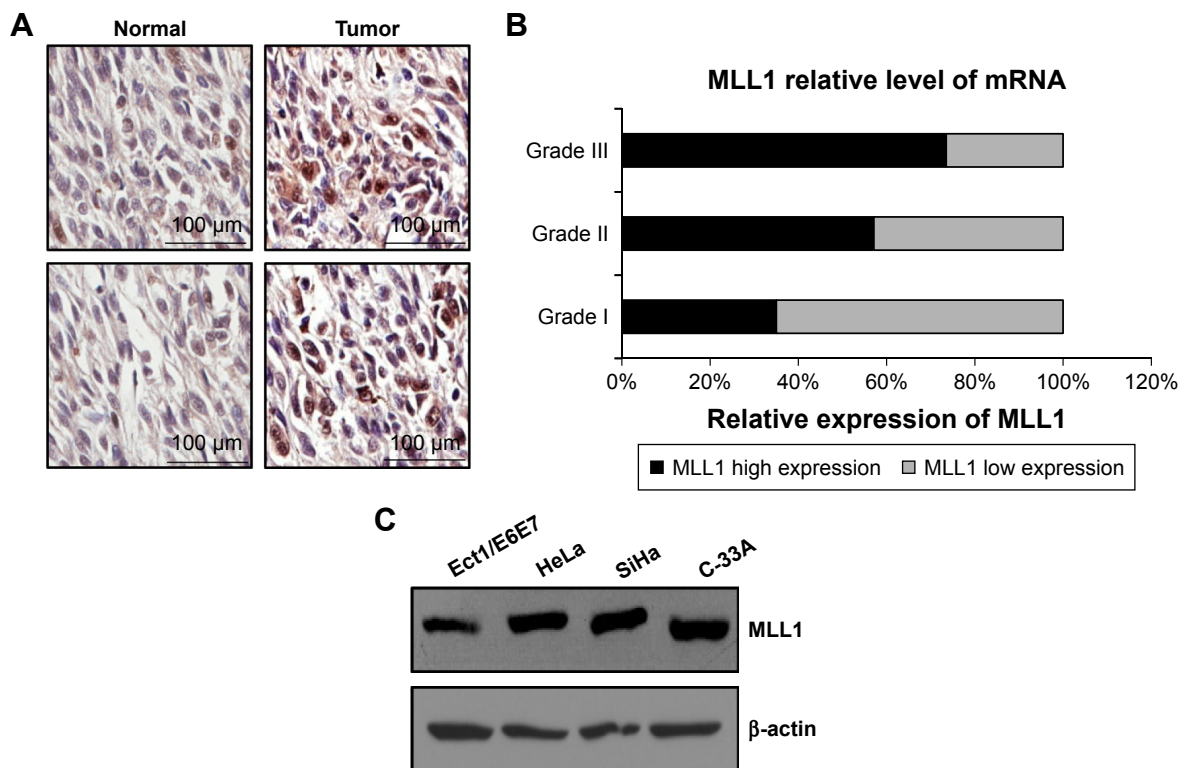 A
Normal
Tumor
100 µm
100 µm
100 µm
100 µm
B
MLL1 relative level of mRNA
Grade III
Grade II
Grade I
0% 20% 40% 60% 80% 100% 120%
Relative expression of MLL1
MLL1 high expression MLL1 low expression
C
Ect1/E6E7
HeLa
SiHa
C-33A
MLL1
β-actin